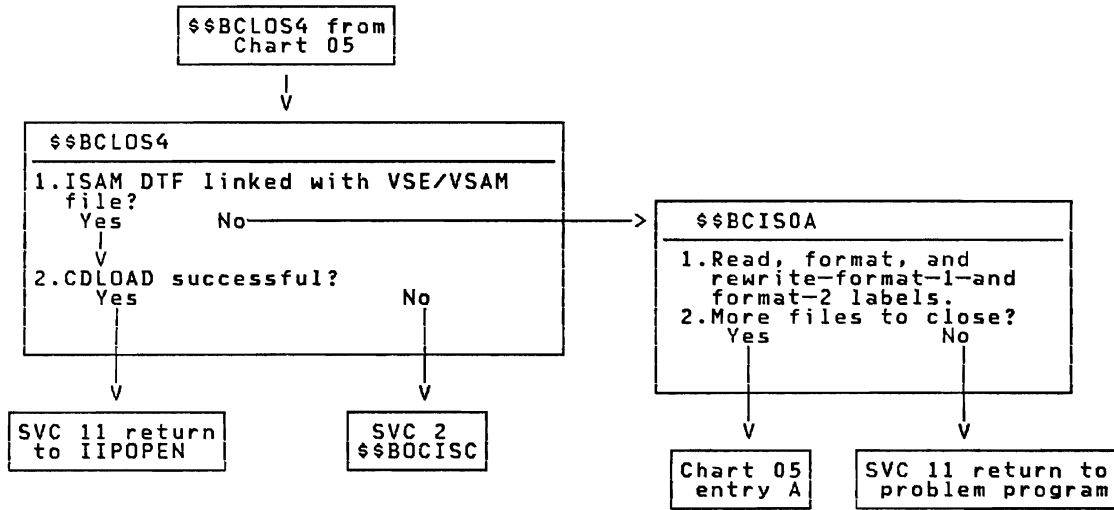 $$BCLOS4 from
Chart 05
$$BCLOS4
1.ISAM DTF linked with VSE/VSAM
file?
Yes No
2.CDLOAD successful?
Yes No
SVC 11 return
to IIPOPEN
SVC 2
$$BOCISC
$$BCISOA
1.Read, format, and
rewrite-format-1-and
format-2 labels.
2.More files to close?
Yes No
Chart 05
entry A
SVC 11 return to
problem program